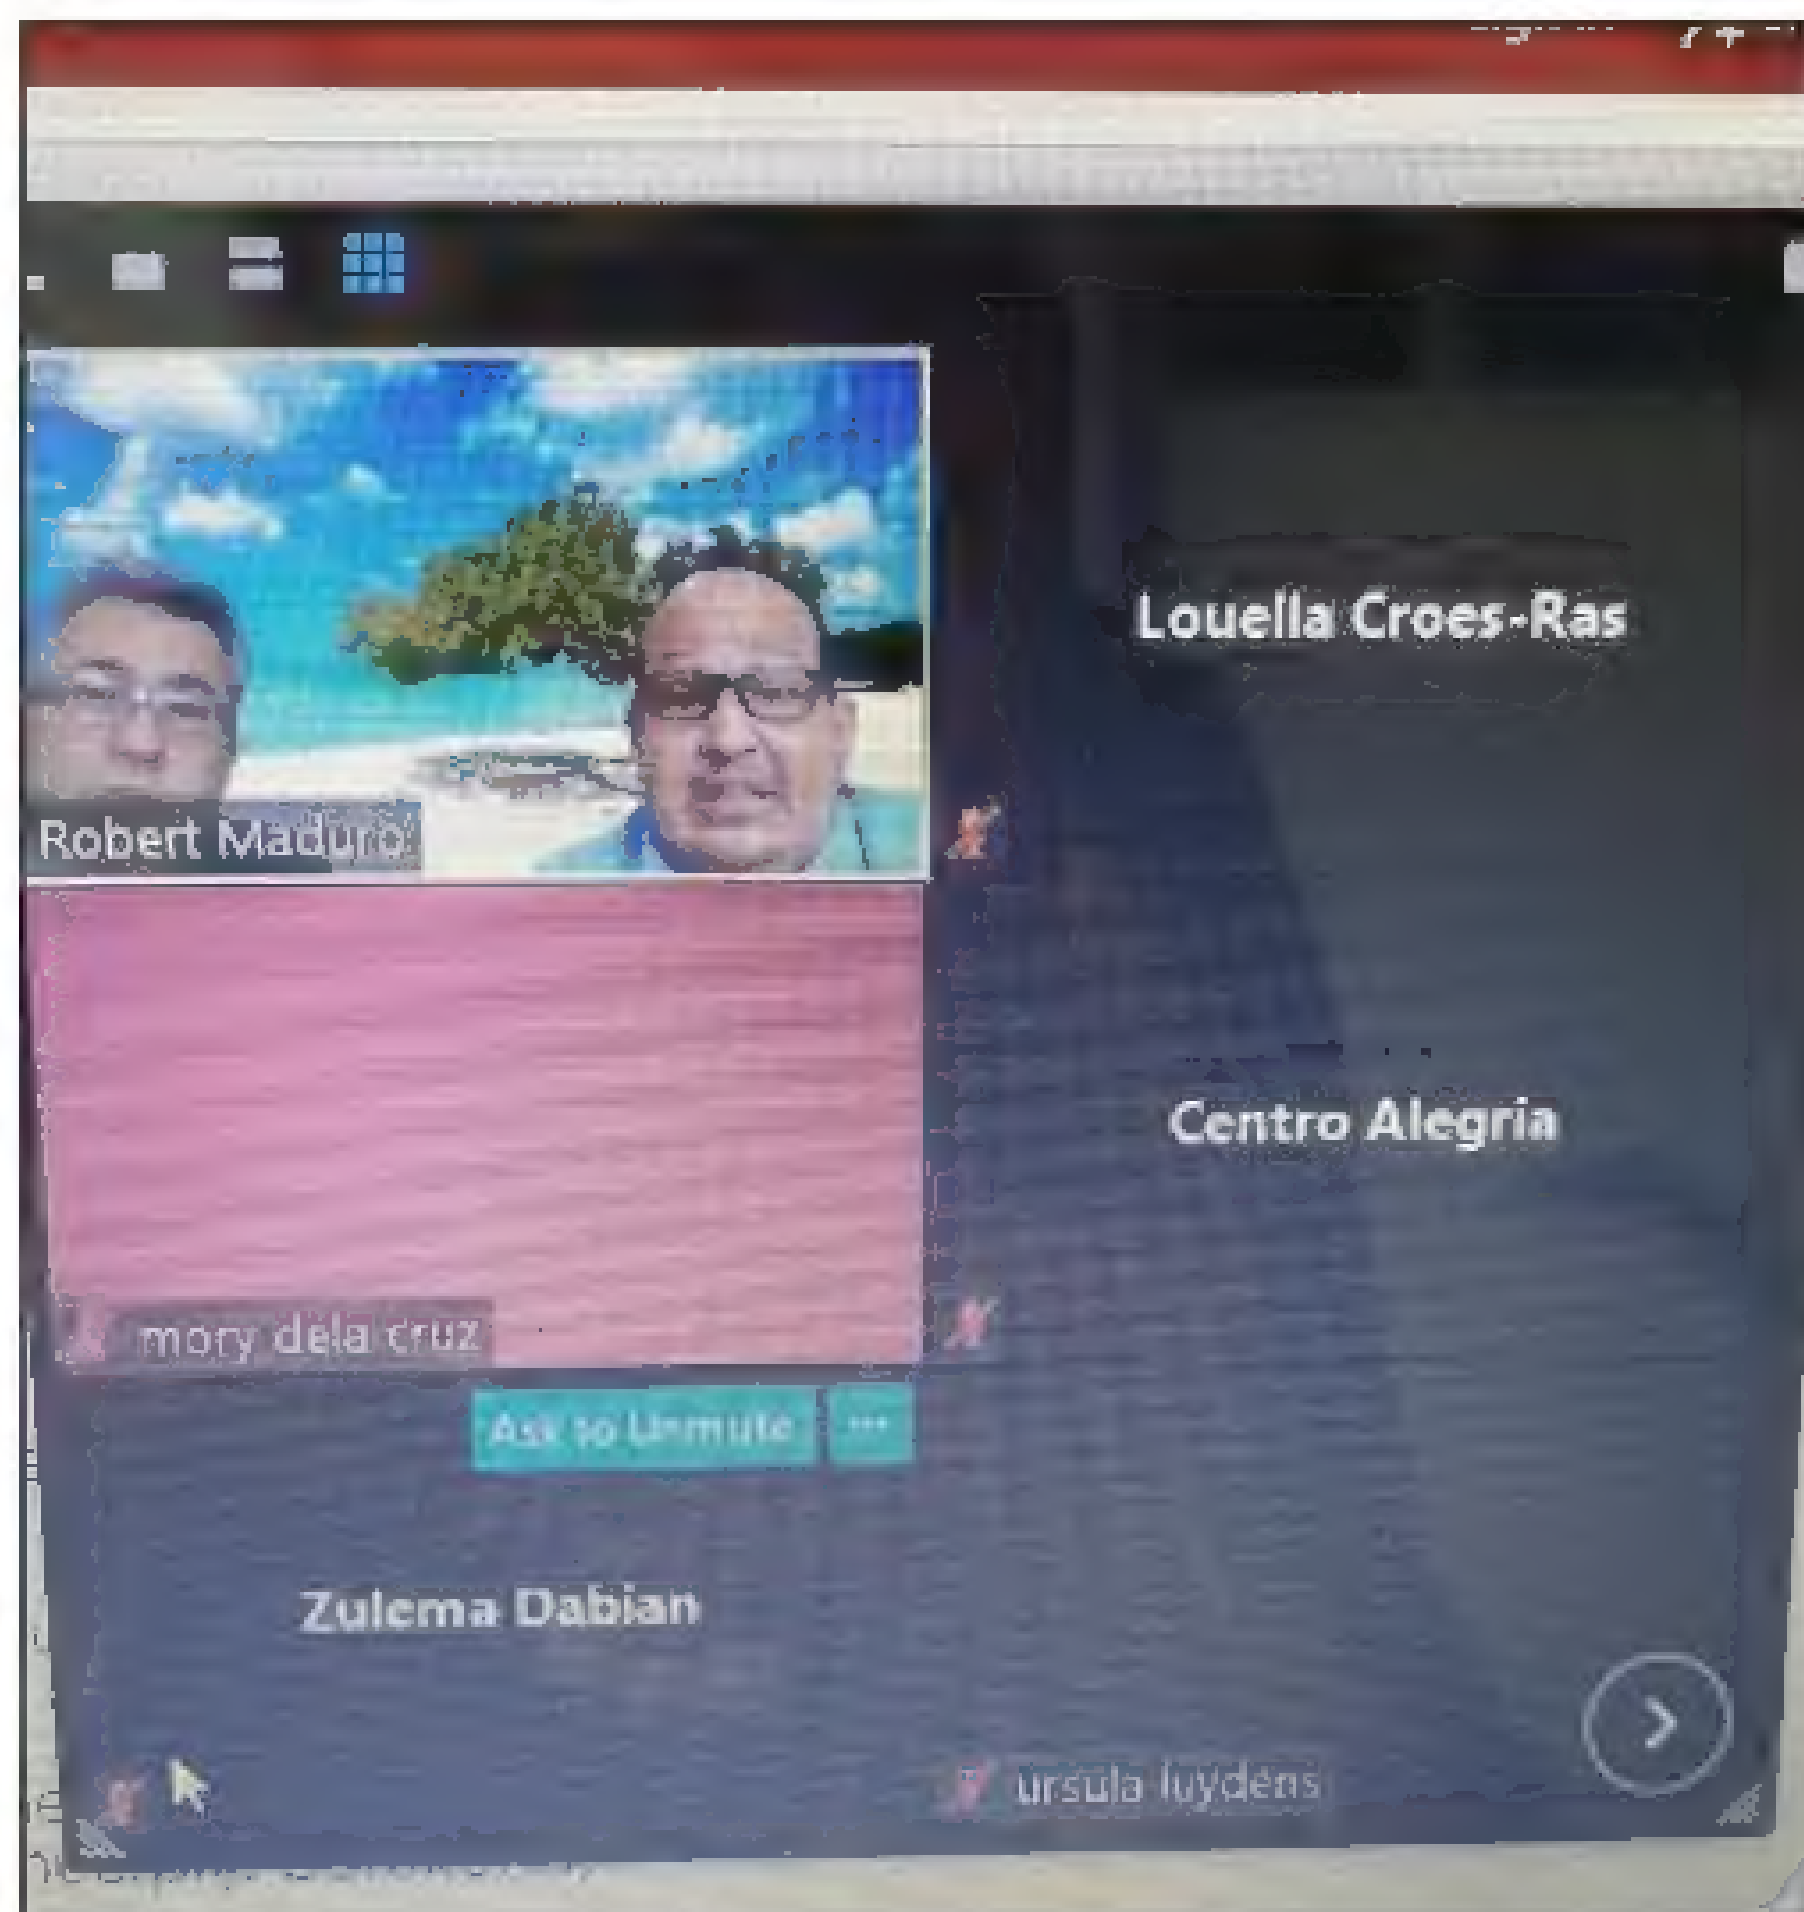 Louella Croes-Ras
Robert Maduro
Centro Alegria
mory dela cruz
Ask to Unmute ...
Zulema Dabian
ursula luydens